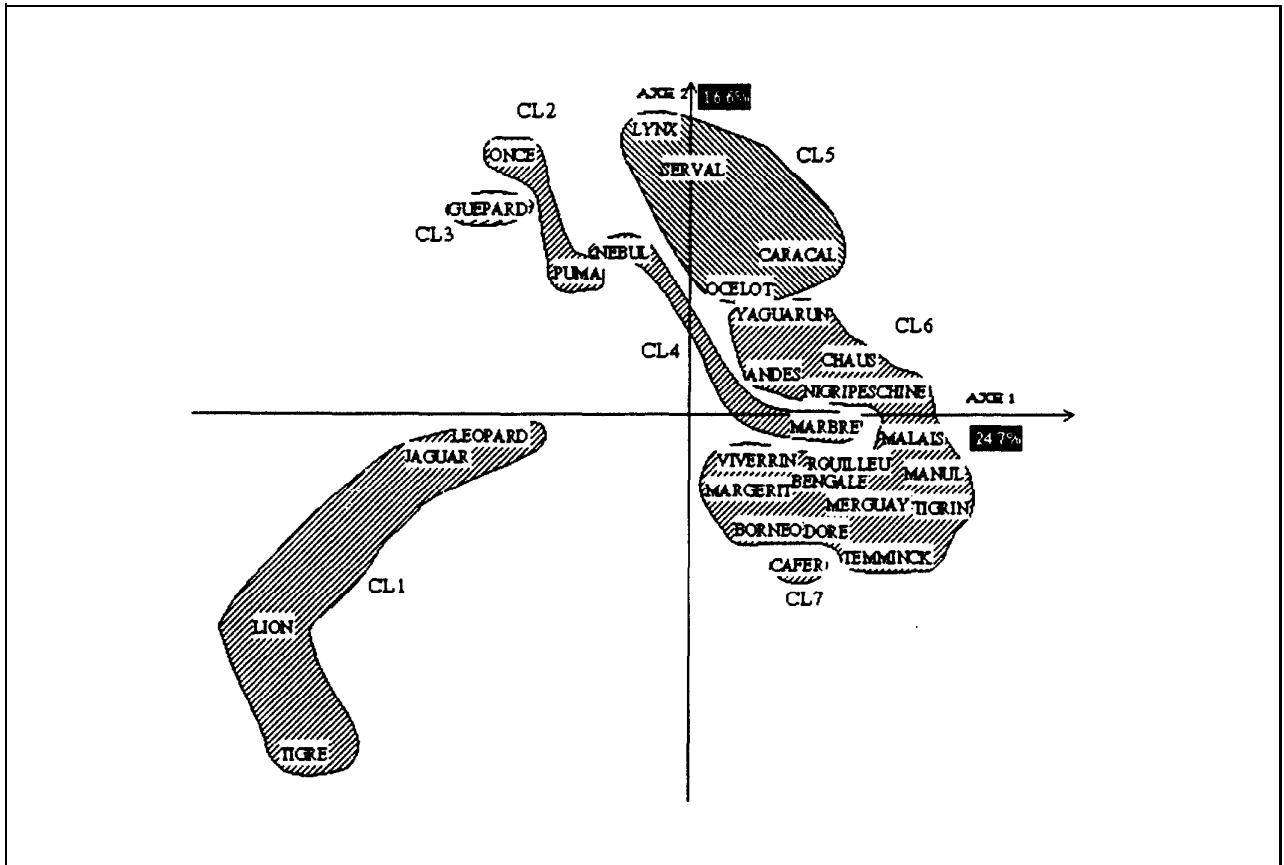 AXE 2 16.6%
CL2
LYNX
ONCE
CL5
SERVAL
GUEPARD
CL3
NEBUL
CARACAL
PUMA
OCELOT
YAGUARUN
CL6
CL4
CHAUS
ANDES
NIGRIPES CHINE
AXE 1
MARBRE
LEOPARD
MALAIS
24.7%
JAGUAR
VIVERRIN ROUILLEU
MANUL
BENGALE
MARGERIT
MERGUAY TIGRIN
BORNEO DORE
TEMMINCK
CAFER
CL1
CL7
LION
TIGRE